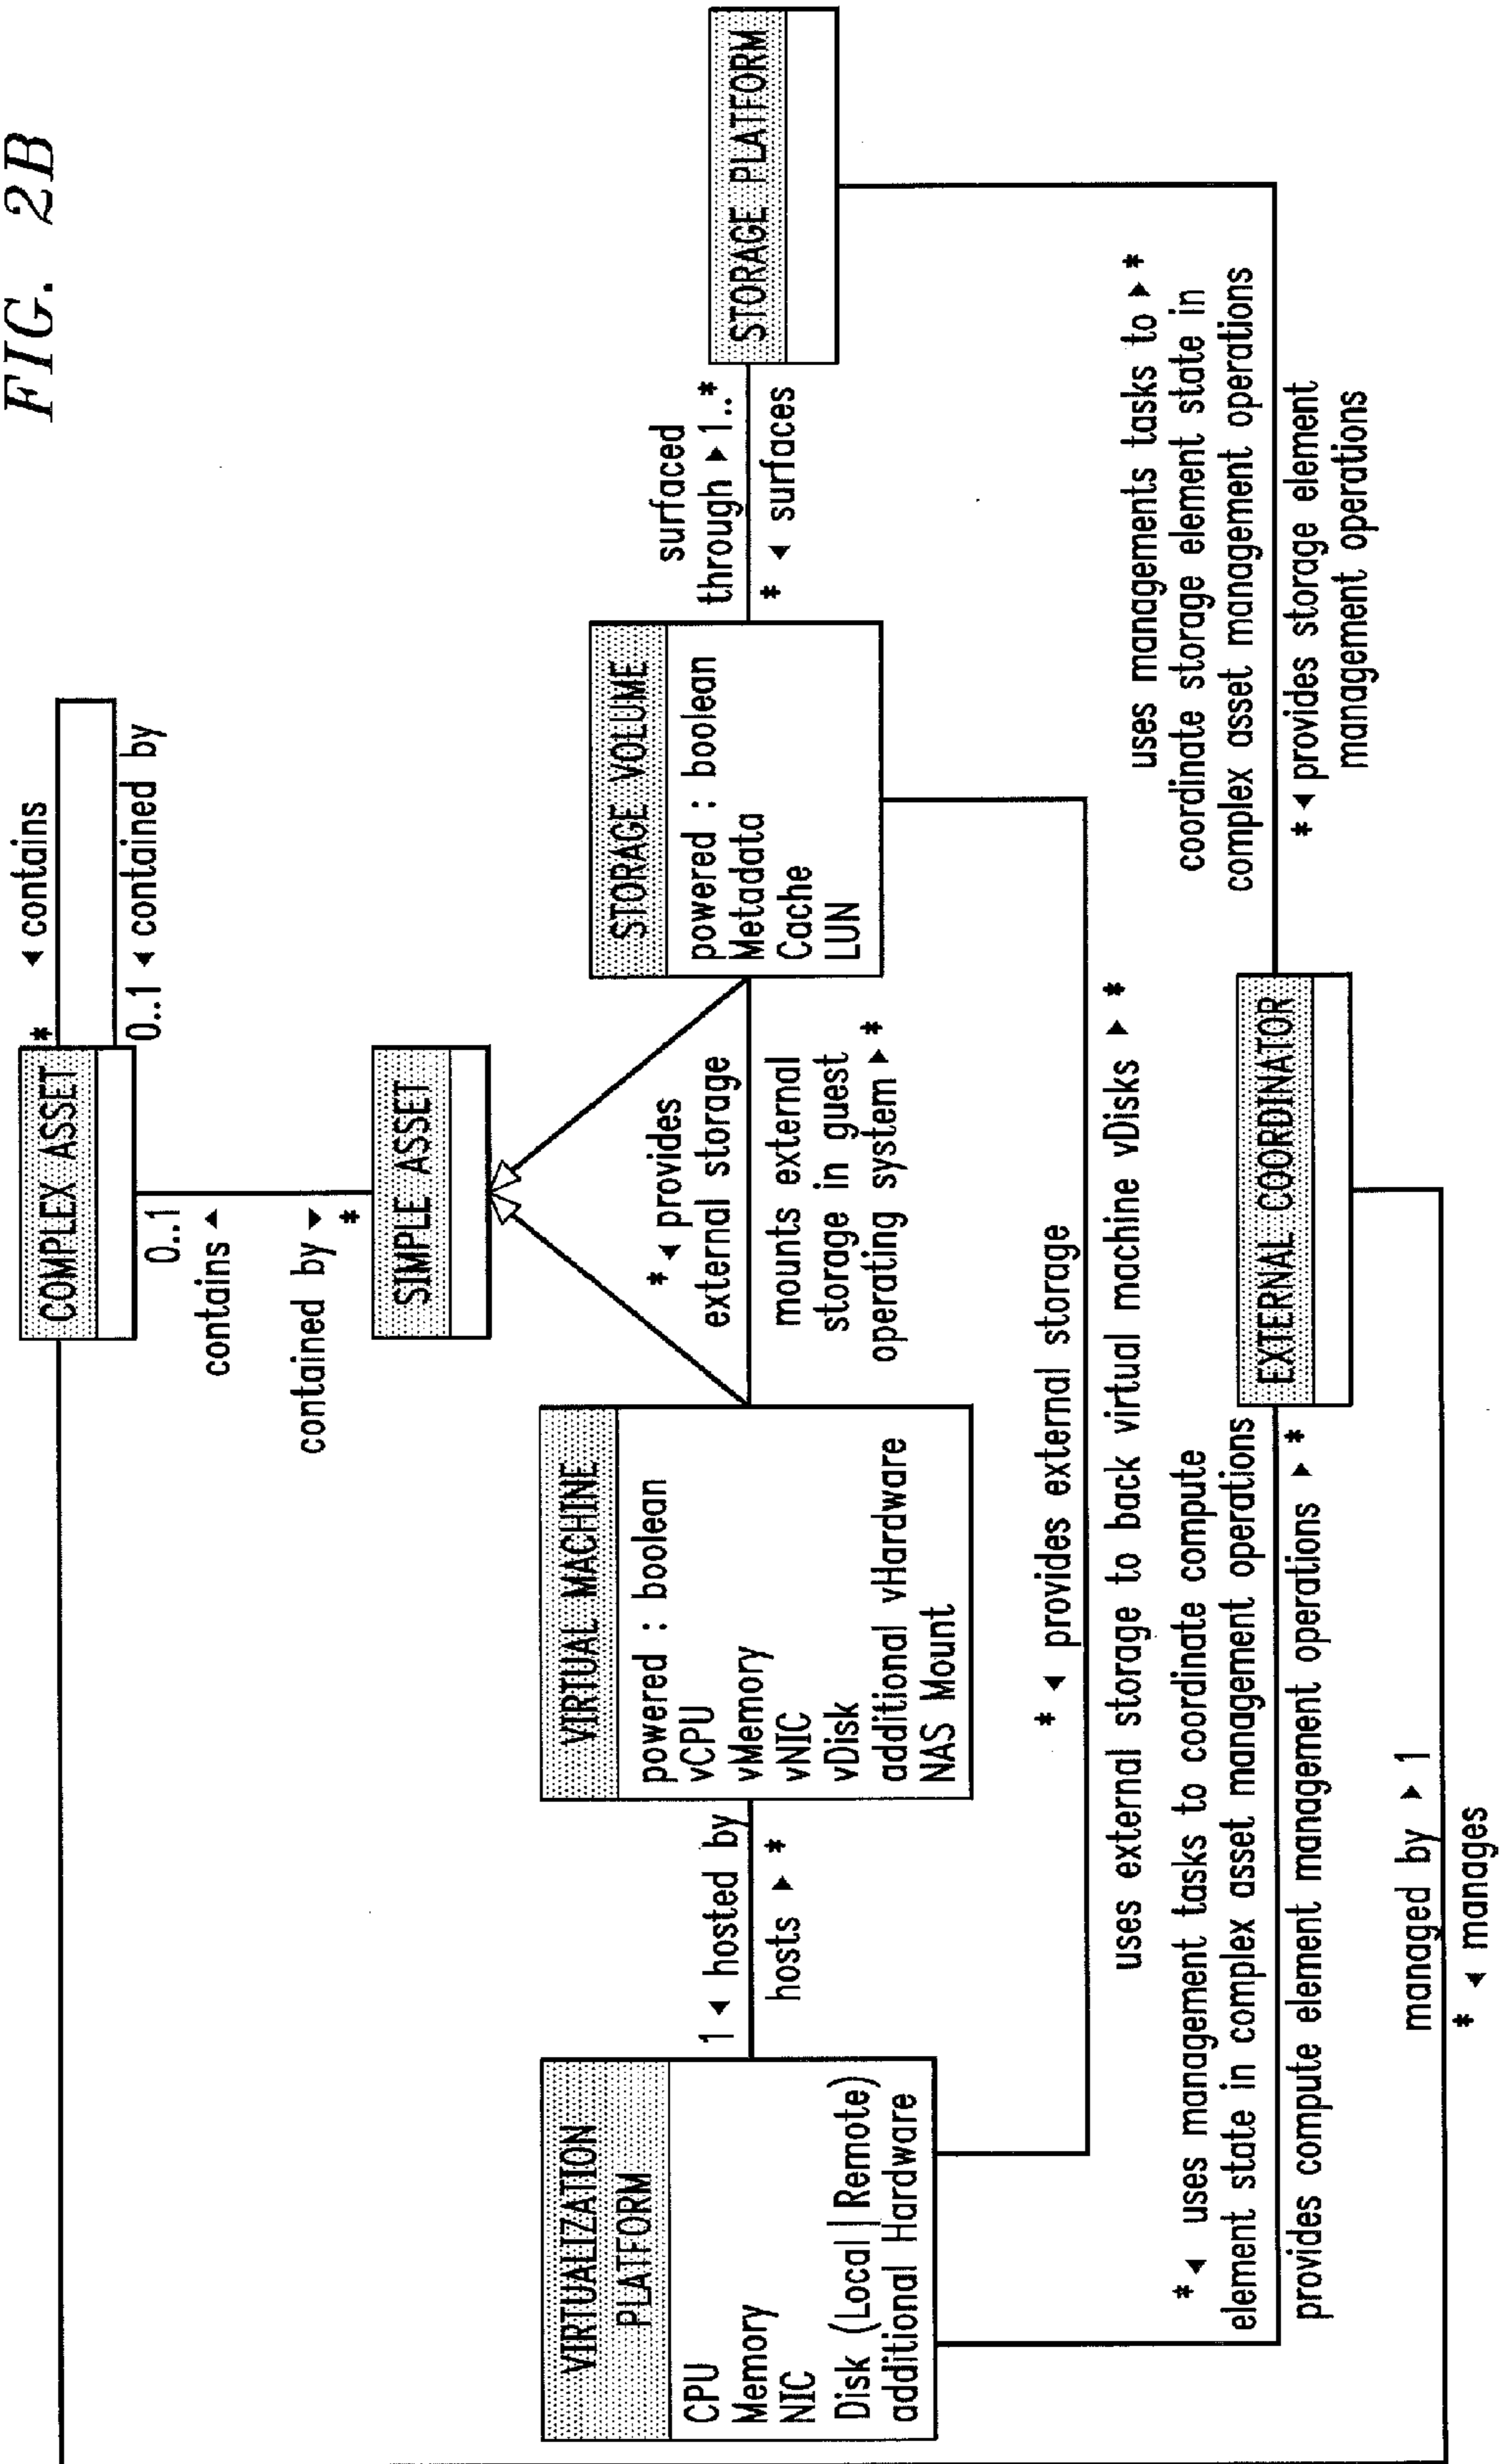 FIG. 2B
COMPLEX ASSET
* ◄ contains
0..1 ◄ contained by
0..1
contains ▲
contained by ▼
*
SIMPLE ASSET
VIRTUALIZATION
PLATFORM
CPU
Memory
NIC
Disk (Local|Remote)
additional Hardware
1 ◄ hosted by
hosts ► *
VIRTUAL MACHINE
powered : boolean
vCPU
vMemory
vNIC
vDisk
additional vHardware
NAS Mount
* ◄ provides
external storage
mounts external
storage in guest
operating system ► *
STORAGE VOLUME
powered : boolean
Metadata
Cache
LUN
surfaced
through ► 1..*
* ◄ surfaces
STORAGE PLATFORM
* ◄ provides external storage
uses external storage to back virtual machine vDisks ► *
* ◄ uses management tasks to coordinate compute
element state in complex asset management operations
provides compute element management operations ► *
EXTERNAL COORDINATOR
uses managements tasks to ► *
coordinate storage element state in
complex asset management operations
* ◄ provides storage element
management operations
managed by ► 1
* ◄ manages